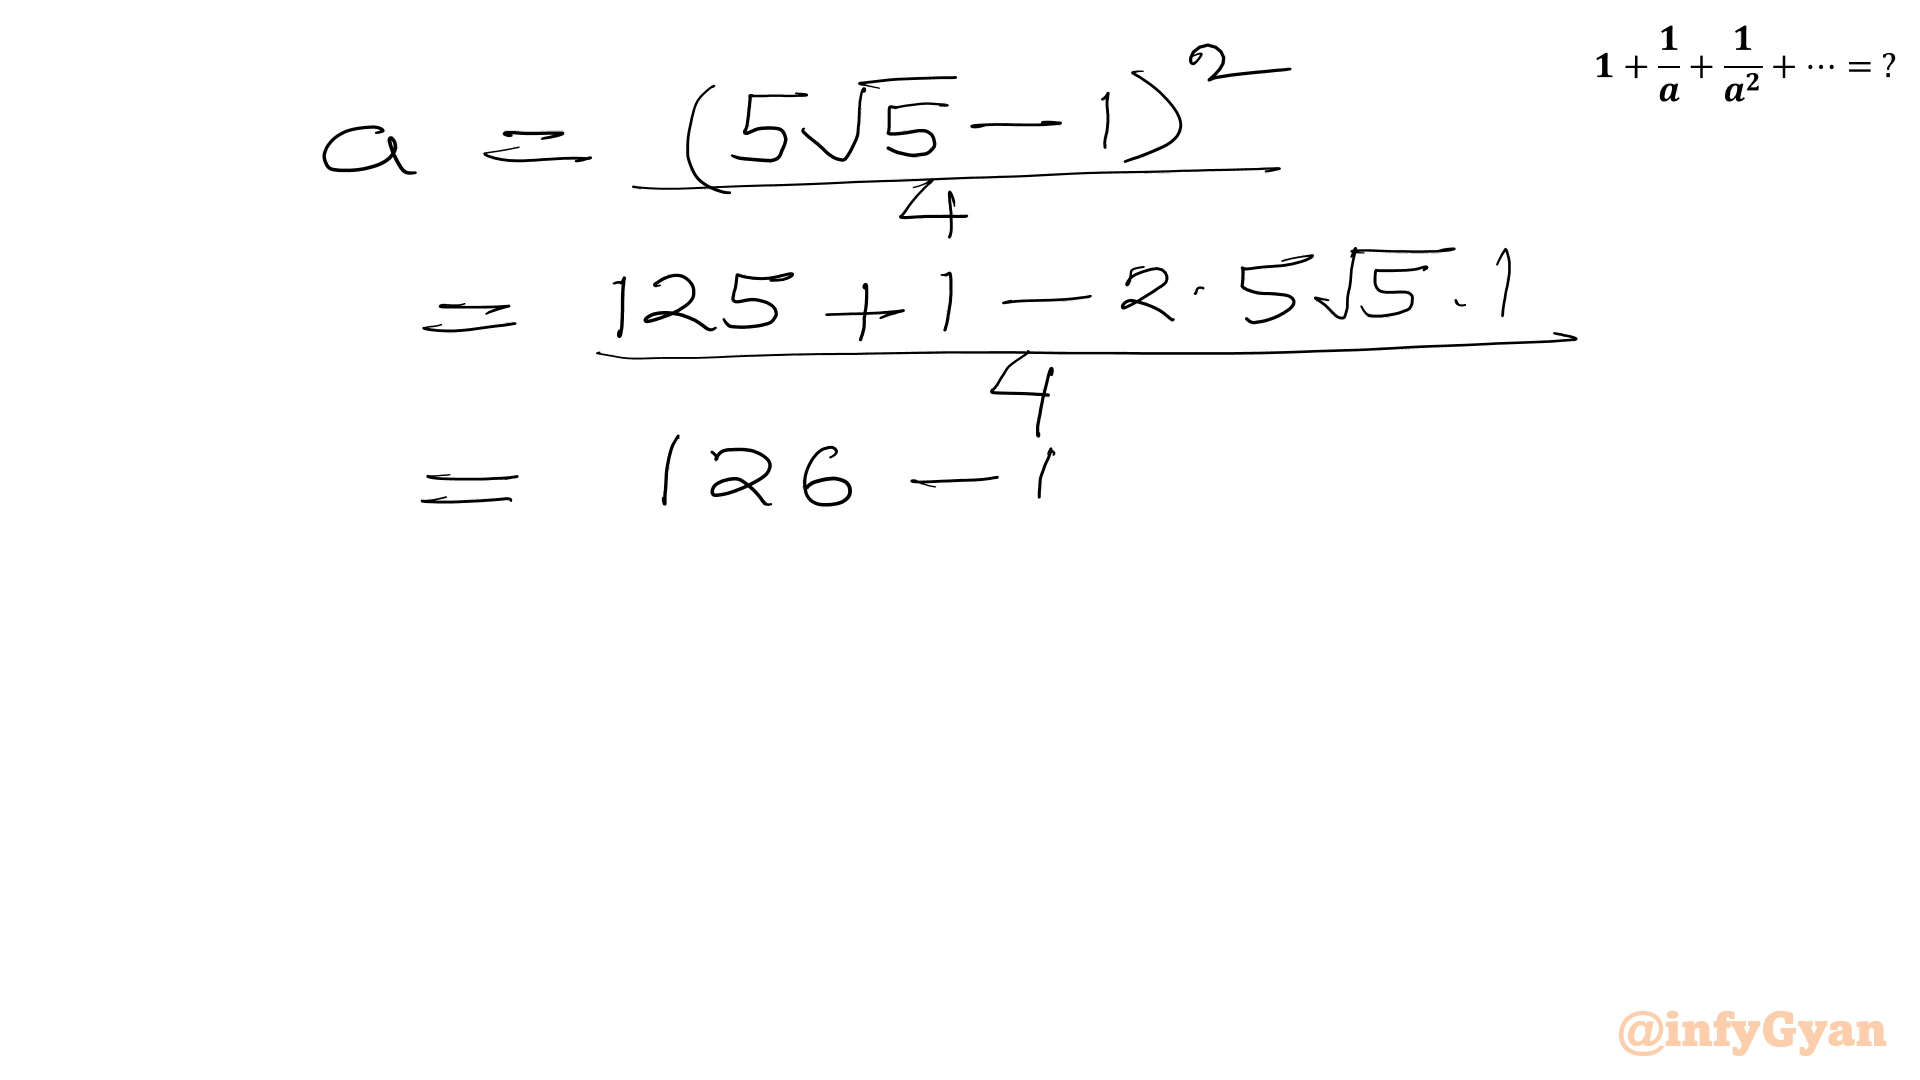 1 + 1/a + 1/a² + ⋯ = ?
a = (5√5 − 1)² / 4
= 125 + 1 − 2 · 5√5 . 1 / 4
= 126 − 1
@infyGyan